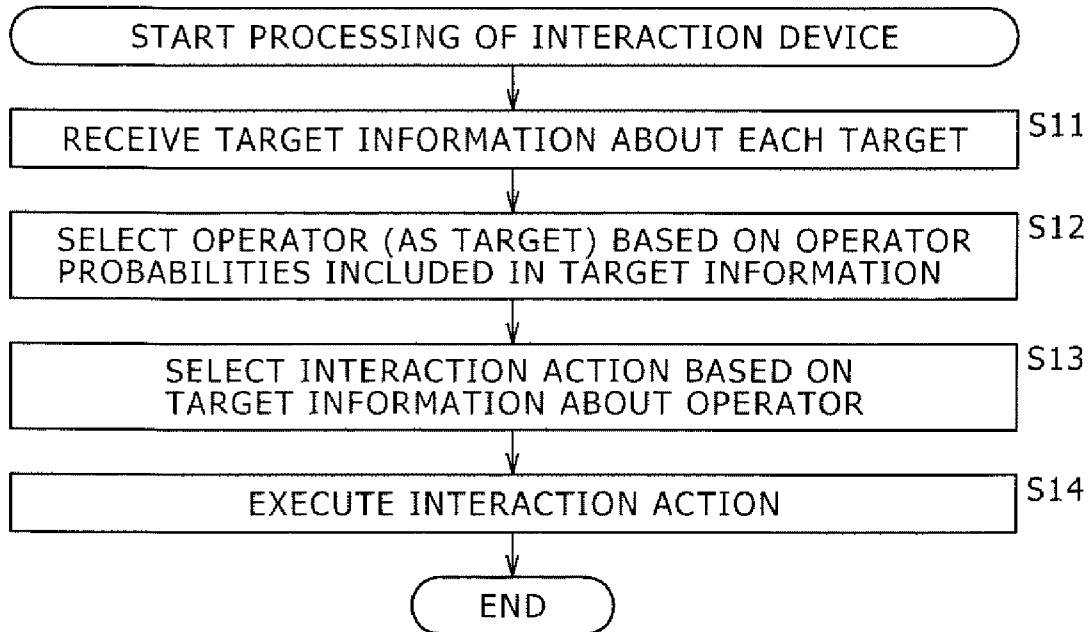 START PROCESSING OF INTERACTION DEVICE
RECEIVE TARGET INFORMATION ABOUT EACH TARGET
S11
SELECT OPERATOR (AS TARGET) BASED ON OPERATOR
PROBABILITIES INCLUDED IN TARGET INFORMATION
S12
SELECT INTERACTION ACTION BASED ON
TARGET INFORMATION ABOUT OPERATOR
S13
EXECUTE INTERACTION ACTION
S14
END